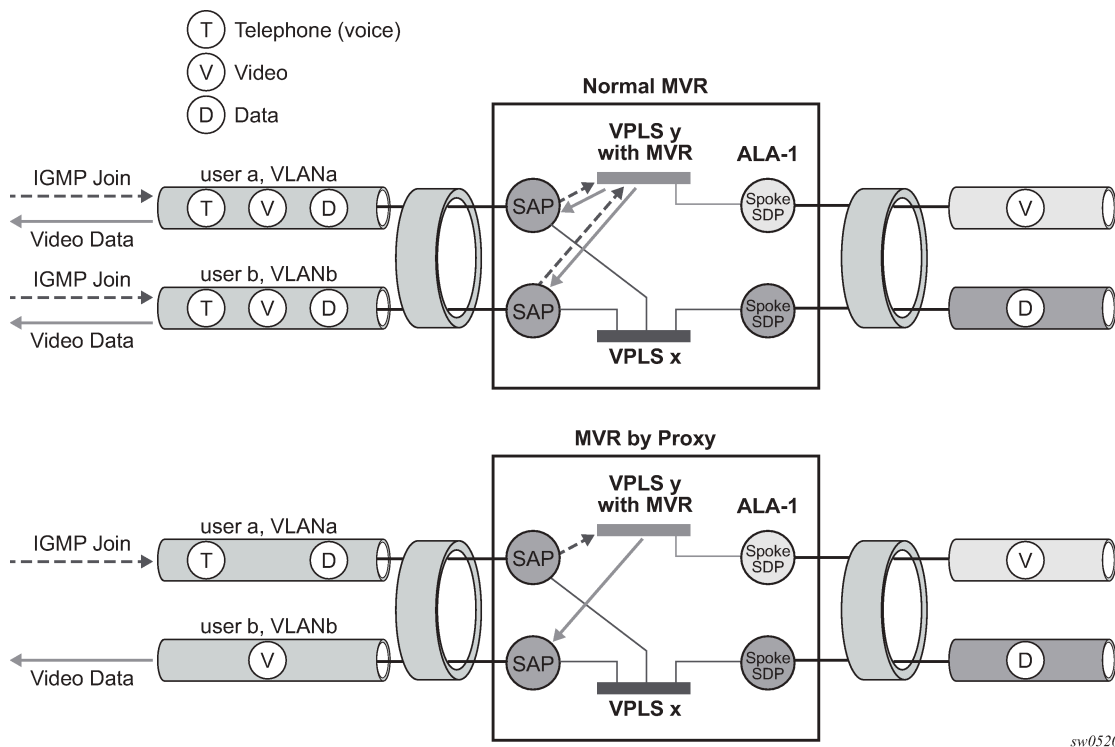 T Telephone (voice)
V Video
D Data
Normal MVR
VPLS y
with MVR
ALA-1
IGMP Join
user a, VLANa
T V D
Video Data
SAP
Spoke
SDP
V
IGMP Join
user b, VLANb
T V D
Video Data
SAP
Spoke
SDP
D
VPLS x
MVR by Proxy
VPLS y
with MVR
ALA-1
IGMP Join
user a, VLANa
T D
SAP
Spoke
SDP
V
user b, VLANb
V
Video Data
SAP
Spoke
SDP
D
VPLS x